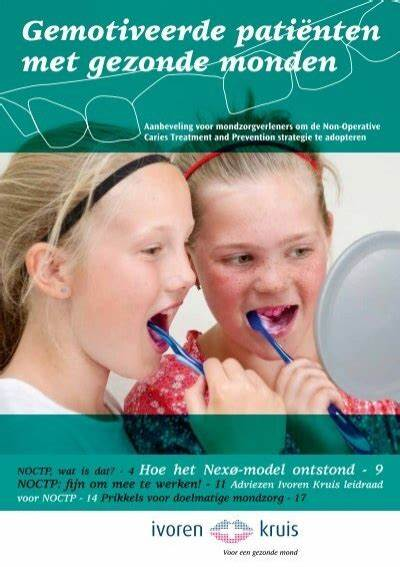 Gemotiveerde patiënten
met gezonde monden
Aanbeveling voor mondzorgverleners om de Non-Operative
Caries Treatment and Prevention strategie te adopteren
NOCTP, wat is dat? - 4 Hoe het Nexø-model ontstond - 9
NOCTP: fijn om mee te werken! - 11 Adviezen Ivoren Kruis leidraad
voor NOCTP - 14 Prikkels voor doelmatige mondzorg - 17
ivoren kruis
Voor een gezonde mond